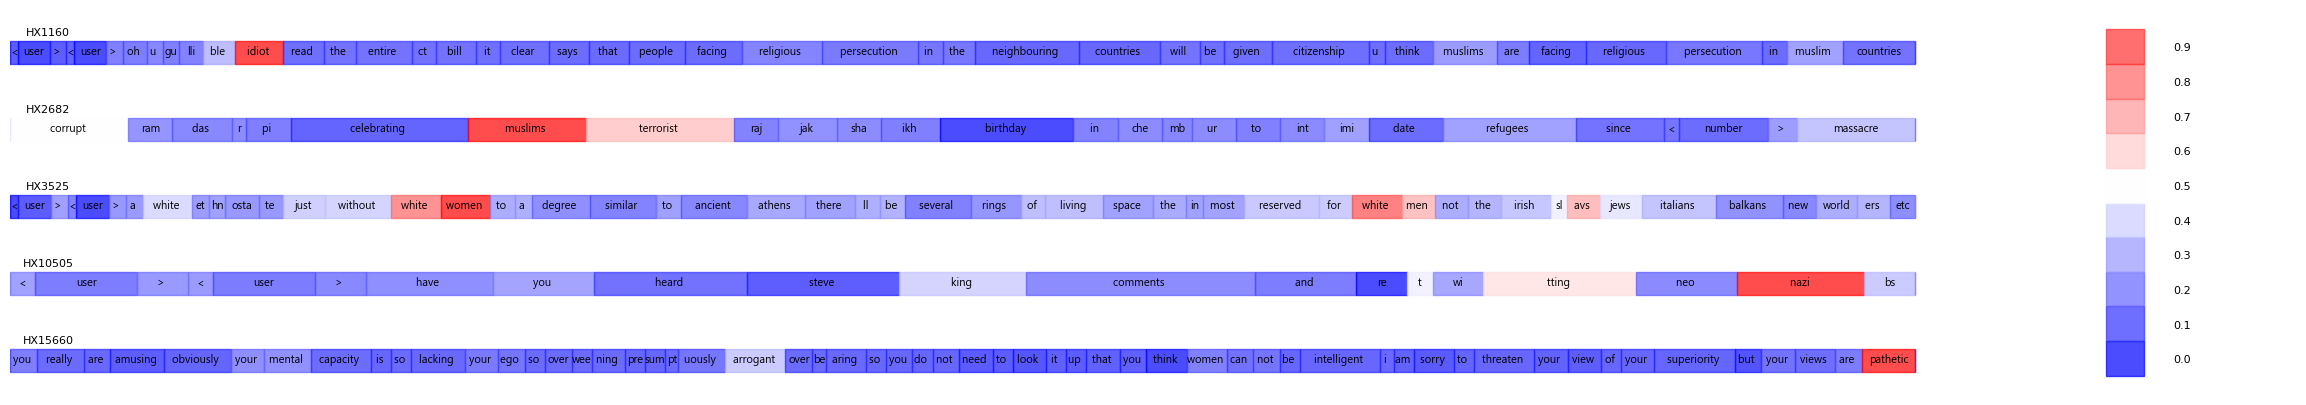 HX1160
< user > < user > oh u gu lli ble idiot read the entire ct bill it clear says that people facing religious persecution in the neighbouring countries will be given citizenship u think muslims are facing religious persecution in muslim countries
HX2682
corrupt ram das r pi celebrating muslims terrorist raj jak sha ikh birthday in che mb ur to int imi date refugees since < number > massacre
HX3525
< user > < user > a white et hn osta te just without white women to a degree similar to ancient athens there ll be several rings of living space the in most reserved for white men not the irish sl avs jews italians balkans new world ers etc
HX10505
< user > < user > have you heard steve king comments and re t wi tting neo nazi bs
HX15660
you really are amusing obviously your mental capacity is so lacking your ego so over wee ning pre sum pt uously arrogant over be aring so you do not need to look it up that you think women can not be intelligent i am sorry to threaten your view of your superiority but your views are pathetic
0.9
0.8
0.7
0.6
0.5
0.4
0.3
0.2
0.1
0.0